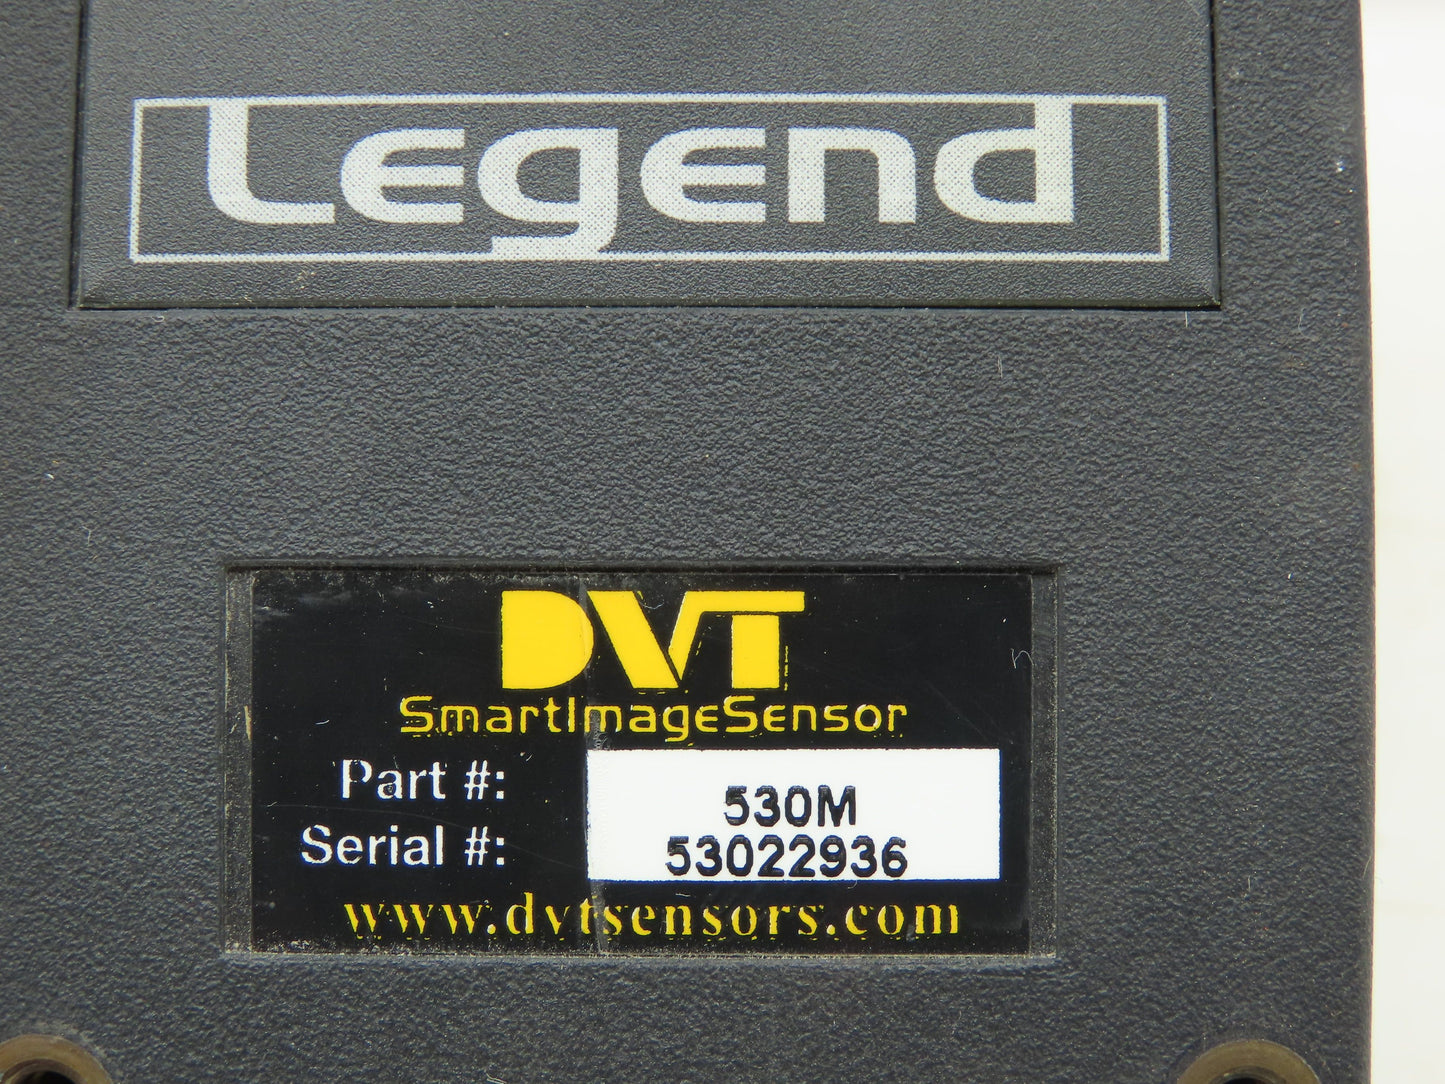 Legend
DVT
SmartImageSensor
Part #: 530M
Serial #: 53022936
www.dvtsensors.com